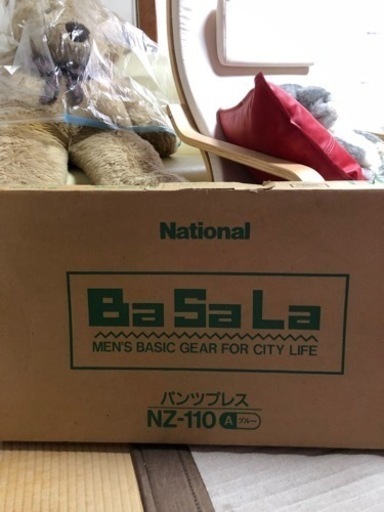 National
BaSaLa
MEN'S BASIC GEAR FOR CITY LIFE
パンツプレス
NZ-110 A ブルー